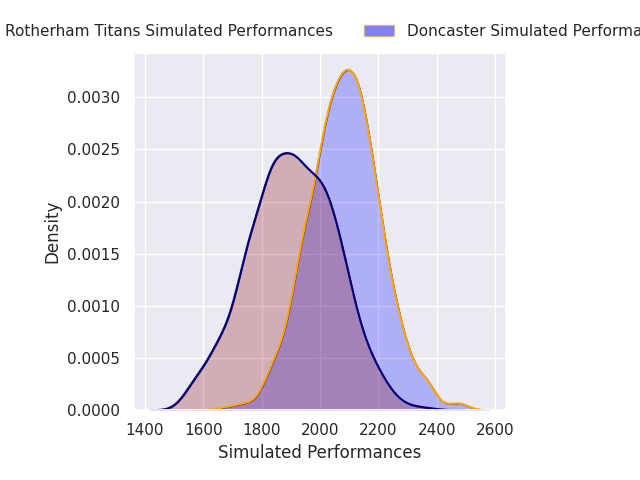 Rotherham Titans Simulated Performances
Doncaster Simulated Performa
0.0030
0.0025
0.0020
0.0015
0.0010
0.0005
0.0000
Density
1400 1600 1800 2000 2200 2400 2600
Simulated Performances